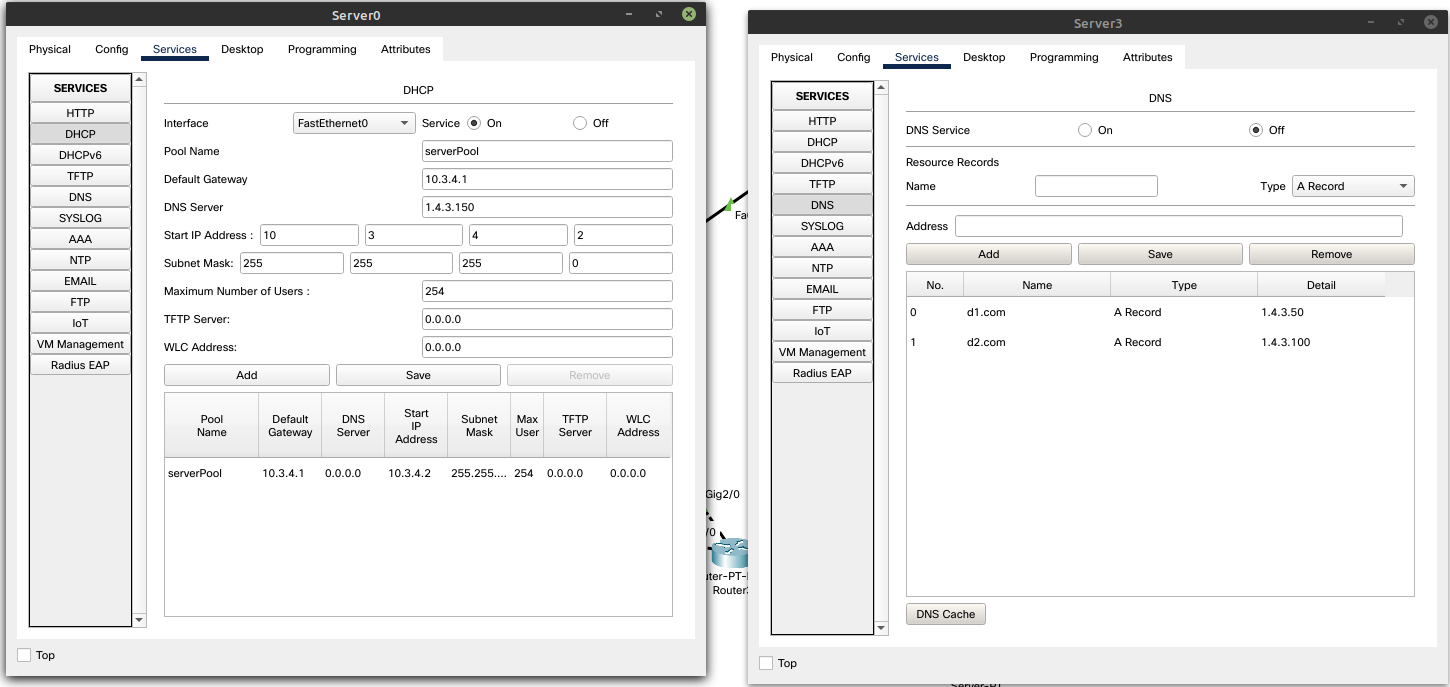 Server0
Physical Config Services Desktop Programming Attributes
SERVICES
HTTP
DHCP
DHCPv6
TFTP
DNS
SYSLOG
AAA
NTP
EMAIL
FTP
IoT
VM Management
Radius EAP
DHCP
Interface FastEthernet0 Service On Off
Pool Name serverPool
Default Gateway 10.3.4.1
DNS Server 1.4.3.150
Start IP Address : 10 3 4 2
Subnet Mask: 255 255 255 0
Maximum Number of Users : 254
TFTP Server: 0.0.0.0
WLC Address: 0.0.0.0
Add Save Remove
Pool Name Default Gateway DNS Server Start IP Address Subnet Mask Max User TFTP Server WLC Address
serverPool 10.3.4.1 0.0.0.0 10.3.4.2 255.255.... 254 0.0.0.0 0.0.0.0
Top
Gig2/0
/0
Server3
Physical Config Services Desktop Programming Attributes
SERVICES
HTTP
DHCP
DHCPv6
TFTP
DNS
SYSLOG
AAA
NTP
EMAIL
FTP
IoT
VM Management
Radius EAP
DNS
DNS Service On Off
Resource Records
Name Type A Record
Address
Add Save Remove
No. Name Type Detail
0 d1.com A Record 1.4.3.50
1 d2.com A Record 1.4.3.100
DNS Cache
Top